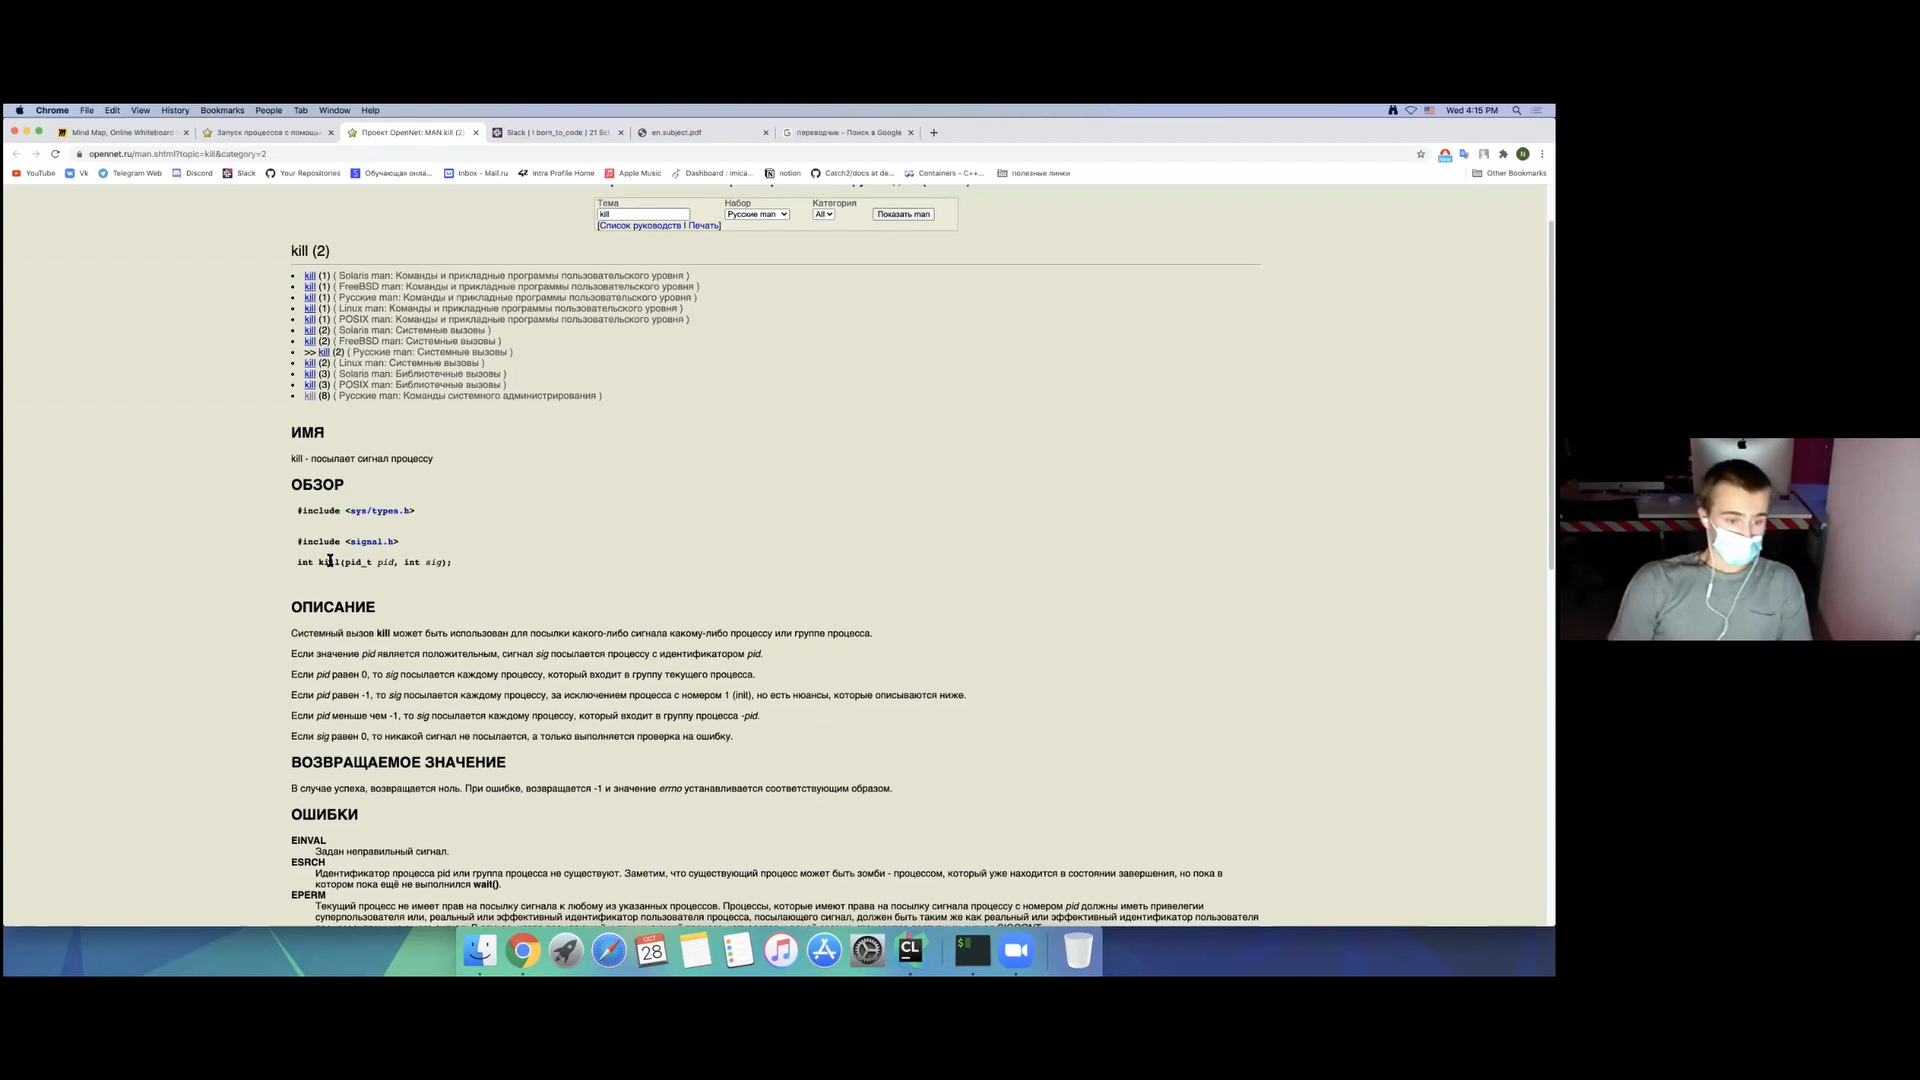 Chrome File Edit View History Bookmarks People Tab Window Help Wed 4:15 PM
Mind Map, Online Whiteboard Запуск процессов с помощь Проект OpenNet: MAN kill (2) Slack | ! born_to_code | 21 Sc en.subject.pdf переводчик - Поиск в Google
opennet.ru/man.shtml?topic=kill&category=2
YouTube Vk Telegram Web Discord Slack Your Repositories Обучающая онла... Inbox - Mail.ru Intra Profile Home Apple Music Dashboard : imica... notion Catch2/docs at de... Containers - C++... полезные линки Other Bookmarks
Тема Набор Категория
kill Русские man All Показать man
[Список руководств | Печать]
kill (2)
• kill (1) ( Solaris man: Команды и прикладные программы пользовательского уровня )
• kill (1) ( FreeBSD man: Команды и прикладные программы пользовательского уровня )
• kill (1) ( Русские man: Команды и прикладные программы пользовательского уровня )
• kill (1) ( Linux man: Команды и прикладные программы пользовательского уровня )
• kill (1) ( POSIX man: Команды и прикладные программы пользовательского уровня )
• kill (2) ( Solaris man: Системные вызовы )
• kill (2) ( FreeBSD man: Системные вызовы )
• >> kill (2) ( Русские man: Системные вызовы )
• kill (2) ( Linux man: Системные вызовы )
• kill (3) ( Solaris man: Библиотечные вызовы )
• kill (3) ( POSIX man: Библиотечные вызовы )
• kill (8) ( Русские man: Команды системного администрирования )
ИМЯ
kill - посылает сигнал процессу
ОБЗОР
#include <sys/types.h>
#include <signal.h>
int kill(pid_t pid, int sig);
ОПИСАНИЕ
Системный вызов kill может быть использован для посылки какого-либо сигнала какому-либо процессу или группе процесса.
Если значение pid является положительным, сигнал sig посылается процессу с идентификатором pid.
Если pid равен 0, то sig посылается каждому процессу, который входит в группу текущего процесса.
Если pid равен -1, то sig посылается каждому процессу, за исключением процесса с номером 1 (init), но есть нюансы, которые описываются ниже.
Если pid меньше чем -1, то sig посылается каждому процессу, который входит в группу процесса -pid.
Если sig равен 0, то никакой сигнал не посылается, а только выполняется проверка на ошибку.
ВОЗВРАЩАЕМОЕ ЗНАЧЕНИЕ
В случае успеха, возвращается ноль. При ошибке, возвращается -1 и значение errno устанавливается соответствующим образом.
ОШИБКИ
EINVAL
Задан неправильный сигнал.
ESRCH
Идентификатор процесса pid или группа процесса не существуют. Заметим, что существующий процесс может быть зомби - процессом, который уже находится в состоянии завершения, но пока в
котором пока ещё не выполнился wait().
EPERM
Текущий процесс не имеет прав на посылку сигнала к любому из указанных процессов. Процессы, которые имеют права на посылку сигнала процессу с номером pid должны иметь привелегии
суперпользователя или, реальный или эффективный идентификатор пользователя процесса, посылающего сигнал, должен быть таким же как реальный или эффективный идентификатор пользователя
OCT
28
CL